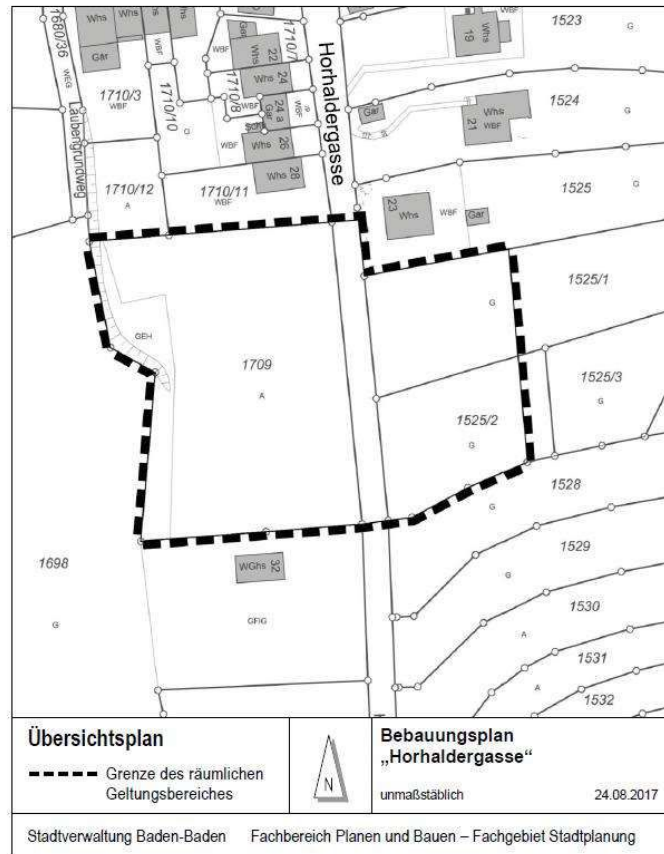 1680/36
WEG
Whs
Whs
Gar
1710/3
WBF
1710/10
G
Gar
Whs
22
Whs
24
1710/8
WBF
Gar
24 a
Whs
26
Whs
28
WBF
1710/7
Horhaldergasse
19
Whs
1523
G
1524
G
Gar
Whs
21
WBF
1525
G
23
Whs
WBF
Gar
Laubengrundweg
1710/12
A
1710/11
WBF
GEH
1709
A
G
1525/1
1525/2
G
1525/3
G
1528
G
1529
G
1530
A
1531
A
1532
1698
G
WGhs
32
GFIG
Übersichtsplan
Grenze des räumlichen
Geltungsbereiches
N
Bebauungsplan
„Horhaldergasse“
unmaßstäblich 24.08.2017
Stadtverwaltung Baden-Baden Fachbereich Planen und Bauen – Fachgebiet Stadtplanung